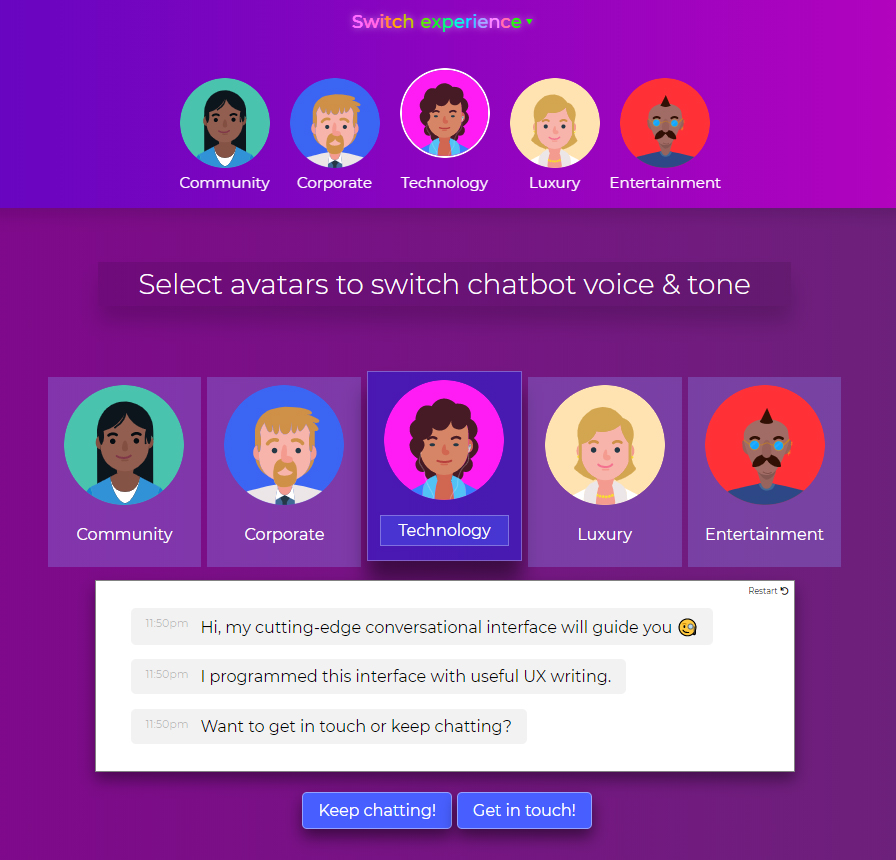 Switch experience ▾
Community Corporate Technology Luxury Entertainment
Select avatars to switch chatbot voice & tone
Community Corporate Technology Luxury Entertainment
Restart
11:50pm Hi, my cutting-edge conversational interface will guide you 🧐
11:50pm I programmed this interface with useful UX writing.
11:50pm Want to get in touch or keep chatting?
Keep chatting! Get in touch!